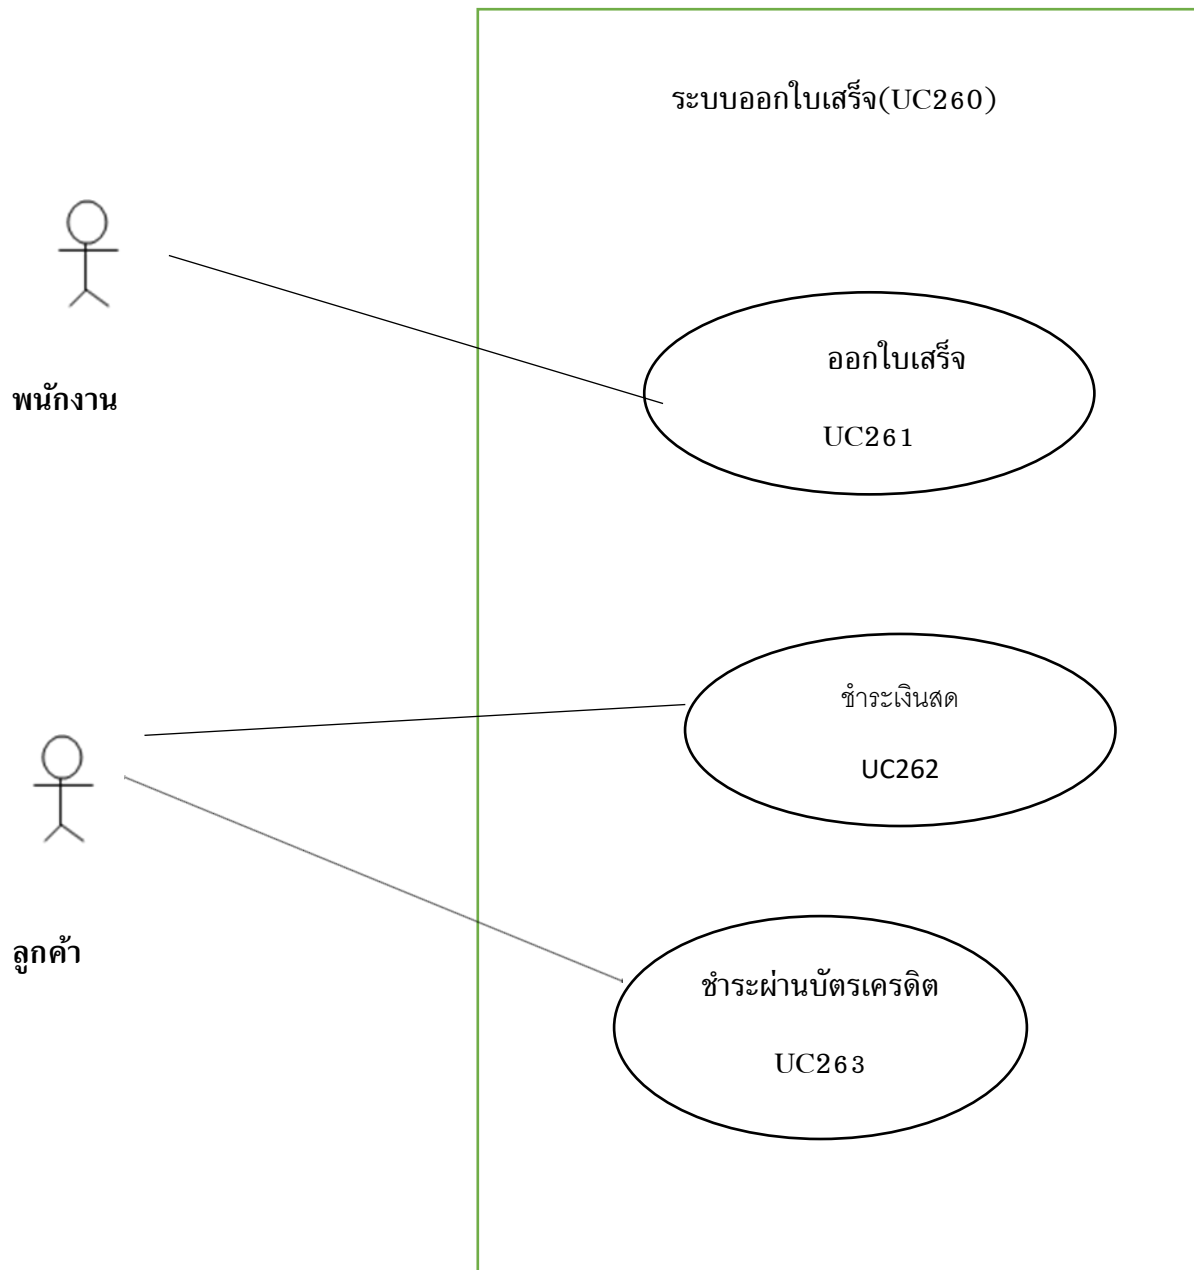 ระบบออกใบเสร็จ(UC260)
ออกใบเสร็จ
พนักงาน
UC261
ชำระเงินสด
UC262
ลูกค้า
ชำระผ่านบัตรเครดิต
UC263